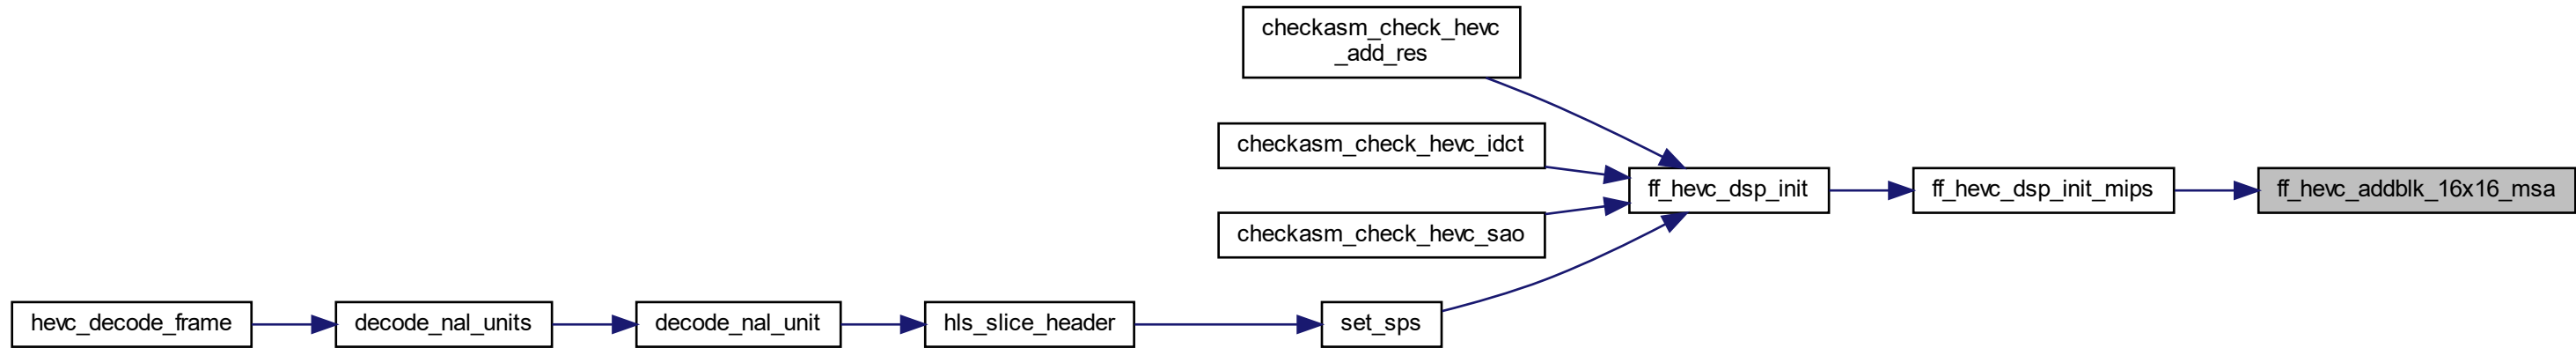 checkasm_check_hevc
_add_res
checkasm_check_hevc_idct
ff_hevc_dsp_init
ff_hevc_dsp_init_mips
ff_hevc_addblk_16x16_msa
checkasm_check_hevc_sao
hevc_decode_frame
decode_nal_units
decode_nal_unit
hls_slice_header
set_sps